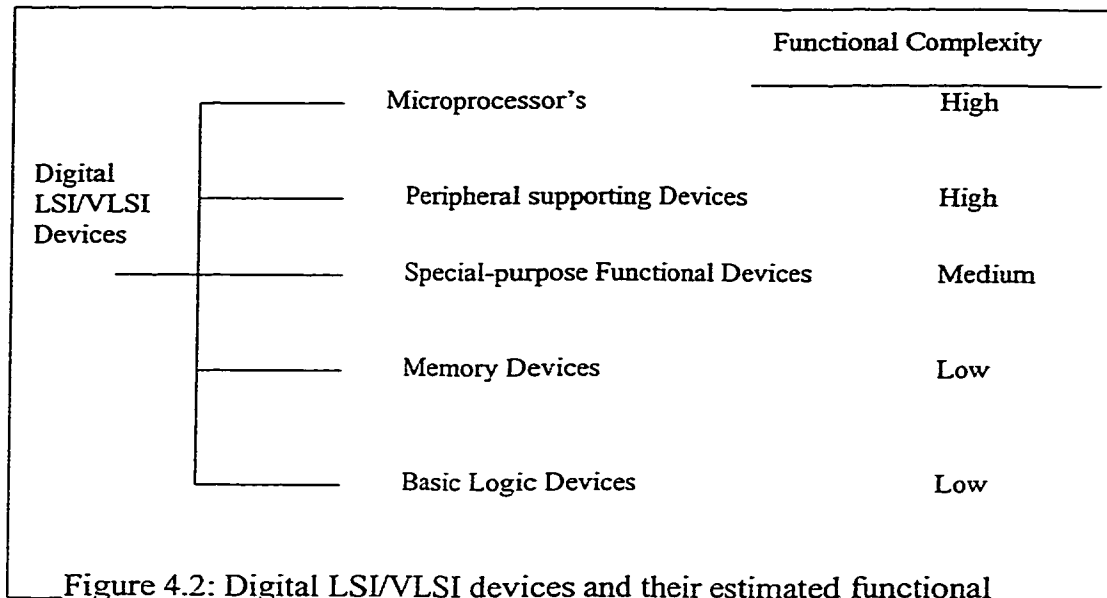 Functional Complexity
Microprocessor's High
Digital
LSI/VLSI
Devices
Peripheral supporting Devices High
Special-purpose Functional Devices Medium
Memory Devices Low
Basic Logic Devices Low
Figure 4.2: Digital LSI/VLSI devices and their estimated functional